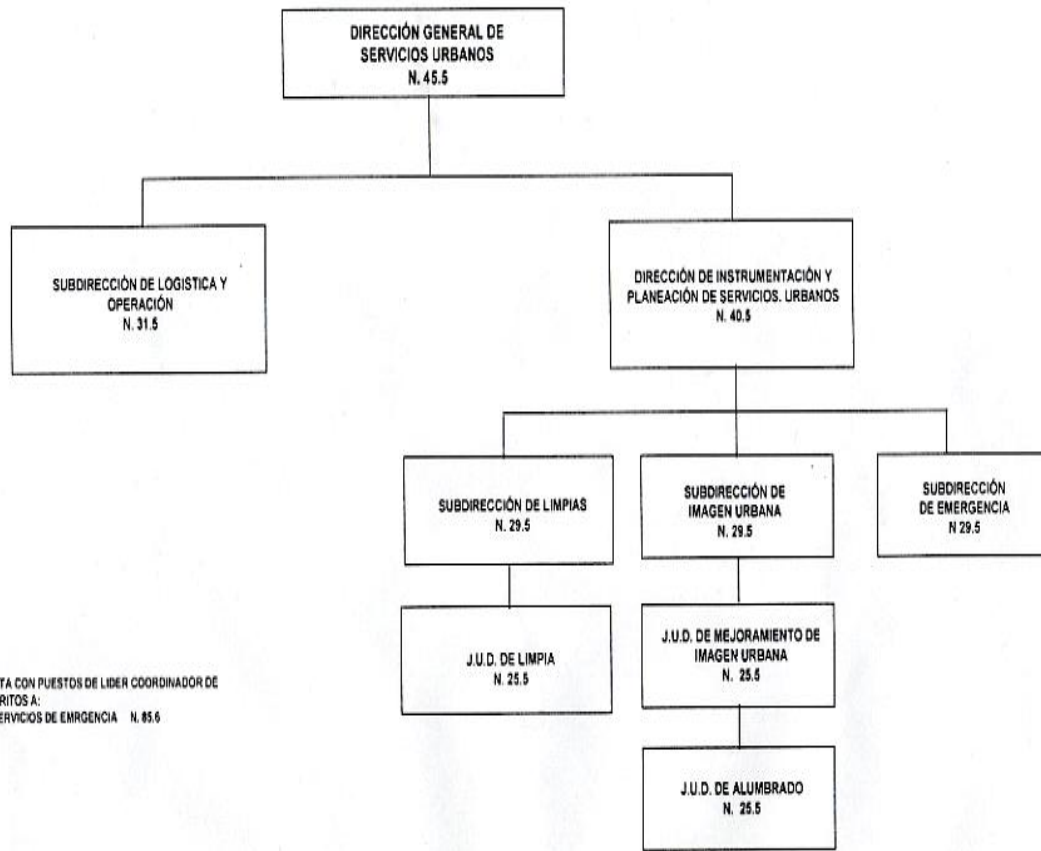 DIRECCIÓN GENERAL DE
SERVICIOS URBANOS
N. 45.5
SUBDIRECCIÓN DE LOGISTICA Y
OPERACIÓN
N. 31.5
DIRECCIÓN DE INSTRUMENTACIÓN Y
PLANEACIÓN DE SERVICIOS. URBANOS
N. 40.5
SUBDIRECCIÓN DE LIMPIAS
N. 29.5
SUBDIRECCIÓN DE
IMAGEN URBANA
N. 29.5
SUBDIRECCIÓN
DE EMERGENCIA
N 29.5
J.U.D. DE LIMPIA
N. 25.5
J.U.D. DE MEJORAMIENTO DE
IMAGEN URBANA
N. 25.5
J.U.D. DE ALUMBRADO
N. 25.5
TA CON PUESTOS DE LIDER COORDINADOR DE
RITOS A:
ERVICIOS DE EMRGENCIA N. 85.6